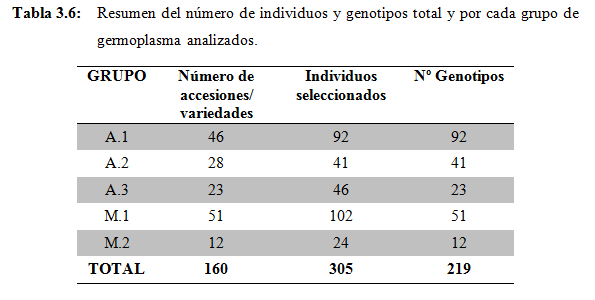 Tabla 3.6: Resumen del número de individuos y genotipos total y por cada grupo de
germoplasma analizados.
GRUPO Número de accesiones/ variedades Individuos seleccionados Nº Genotipos
A.1 46 92 92
A.2 28 41 41
A.3 23 46 23
M.1 51 102 51
M.2 12 24 12
TOTAL 160 305 219